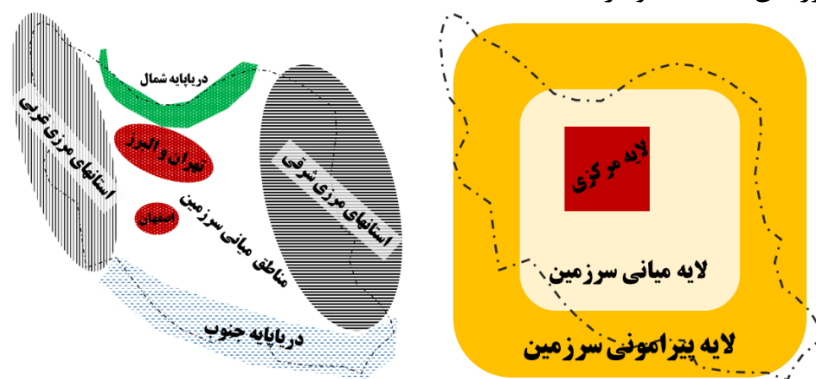 دریاپایه شمال
استانهای مرزی غربی
تهران و البرز
استانهای مرزی شرقی
اصفهان
مناطق میانی سرزمین
دریاپایه جنوب
لایه مرکزی
لایه میانی سرزمین
لایه پیرامونی سرزمین